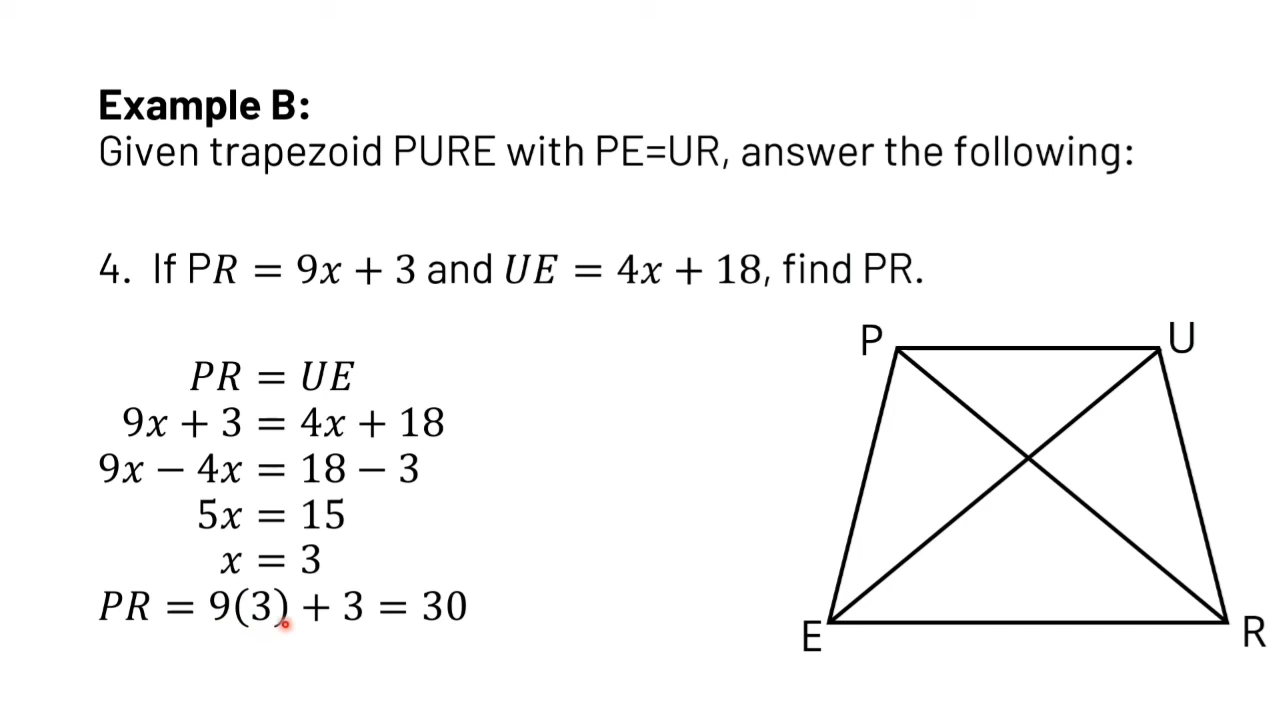 Example B:
Given trapezoid PURE with PE=UR, answer the following:
4. If PR = 9x + 3 and UE = 4x + 18, find PR.
PR = UE
9x + 3 = 4x + 18
9x − 4x = 18 − 3
5x = 15
x = 3
PR = 9(3) + 3 = 30
P
U
E
R